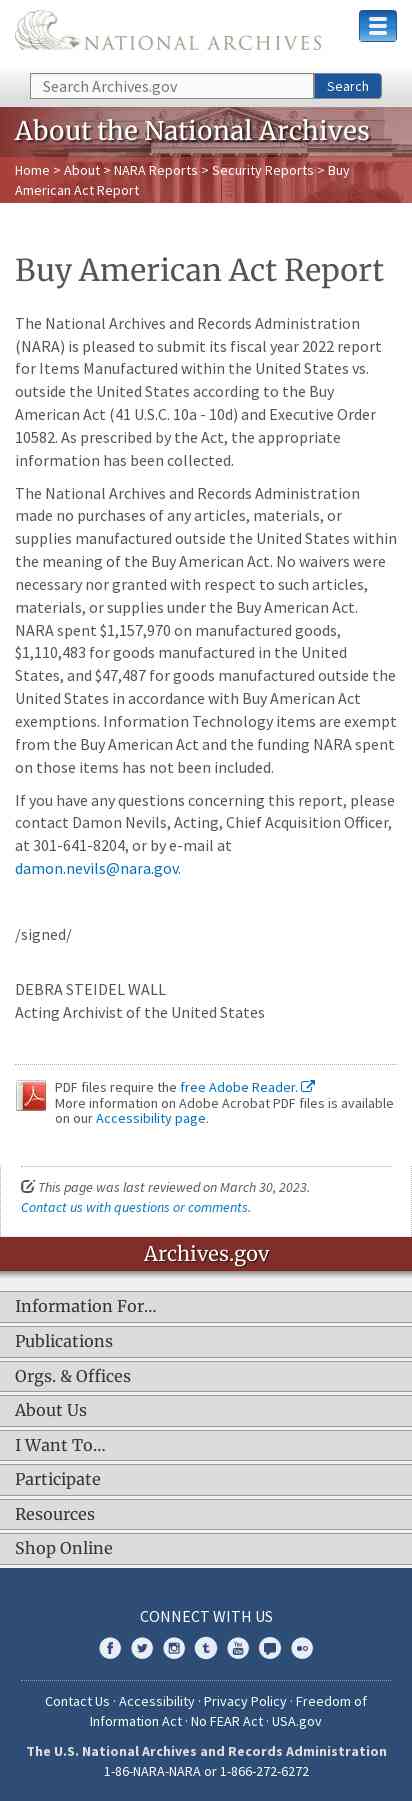 NATIONAL ARCHIVES
Search Archives.gov
Search
About the National Archives
Home > About > NARA Reports > Security Reports > Buy
American Act Report
Buy American Act Report
The National Archives and Records Administration
(NARA) is pleased to submit its fiscal year 2022 report
for Items Manufactured within the United States vs.
outside the United States according to the Buy
American Act (41 U.S.C. 10a - 10d) and Executive Order
10582. As prescribed by the Act, the appropriate
information has been collected.
The National Archives and Records Administration
made no purchases of any articles, materials, or
supplies manufactured outside the United States within
the meaning of the Buy American Act. No waivers were
necessary nor granted with respect to such articles,
materials, or supplies under the Buy American Act.
NARA spent $1,157,970 on manufactured goods,
$1,110,483 for goods manufactured in the United
States, and $47,487 for goods manufactured outside the
United States in accordance with Buy American Act
exemptions. Information Technology items are exempt
from the Buy American Act and the funding NARA spent
on those items has not been included.
If you have any questions concerning this report, please
contact Damon Nevils, Acting, Chief Acquisition Officer,
at 301-641-8204, or by e-mail at
damon.nevils@nara.gov.
/signed/
DEBRA STEIDEL WALL
Acting Archivist of the United States
PDF files require the free Adobe Reader.
More information on Adobe Acrobat PDF files is available
on our Accessibility page.
This page was last reviewed on March 30, 2023.
Contact us with questions or comments.
Archives.gov
Information For…
Publications
Orgs. & Offices
About Us
I Want To…
Participate
Resources
Shop Online
CONNECT WITH US
Contact Us · Accessibility · Privacy Policy · Freedom of
Information Act · No FEAR Act · USA.gov
The U.S. National Archives and Records Administration
1-86-NARA-NARA or 1-866-272-6272